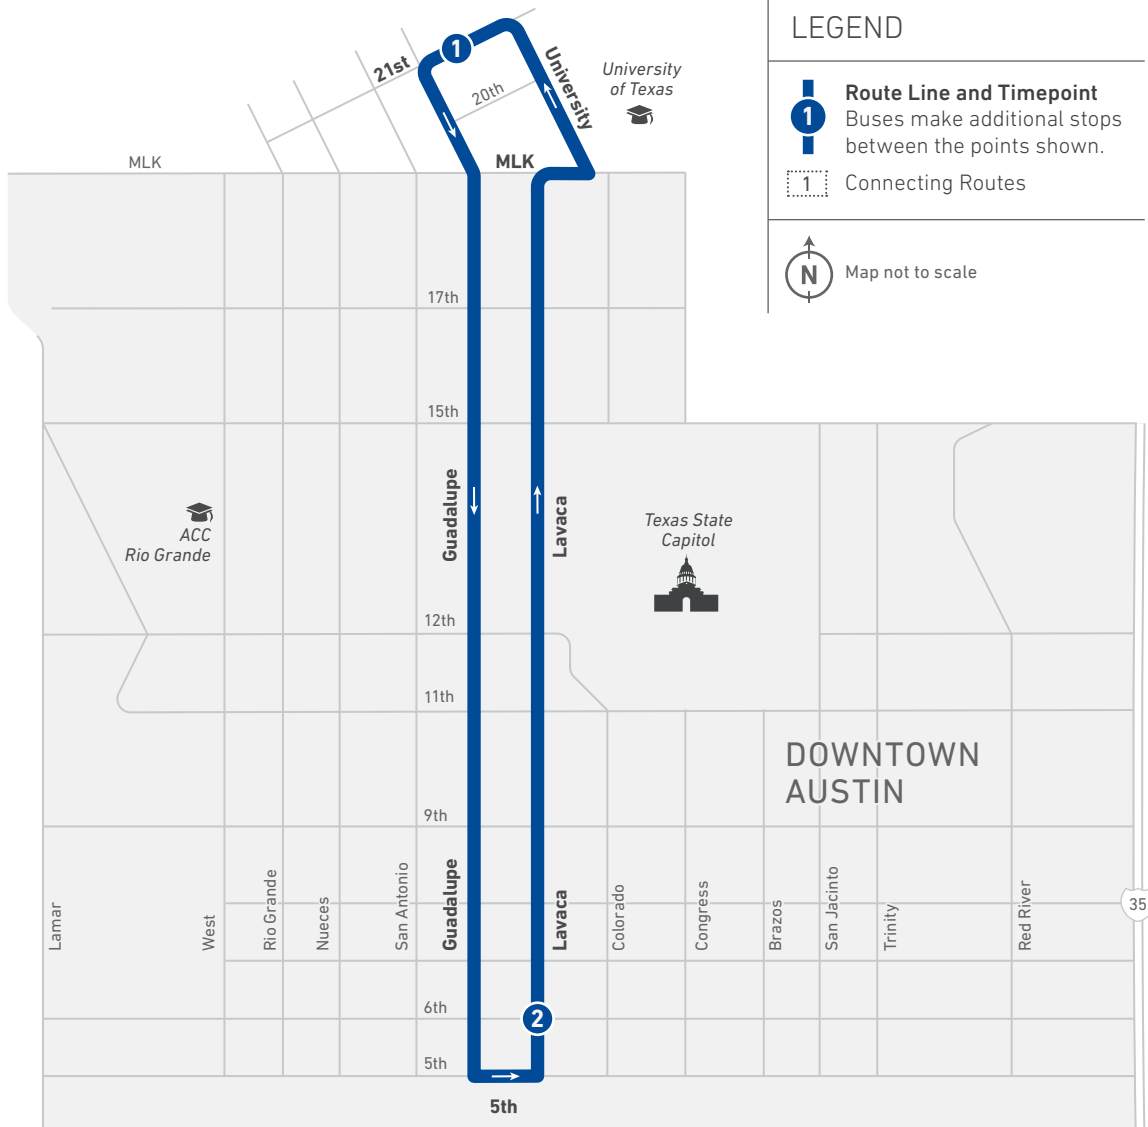 LEGEND
1
Route Line and Timepoint
Buses make additional stops
between the points shown.
1
Connecting Routes
N
Map not to scale
1
21st
University
20th
University
of Texas
MLK
MLK
17th
15th
Guadalupe
Lavaca
ACC
Rio Grande
Texas State
Capitol
12th
11th
DOWNTOWN
AUSTIN
9th
Lamar
West
Rio Grande
Nueces
San Antonio
Guadalupe
Lavaca
Colorado
Congress
Brazos
San Jacinto
Trinity
Red River
35
6th
2
5th
5th